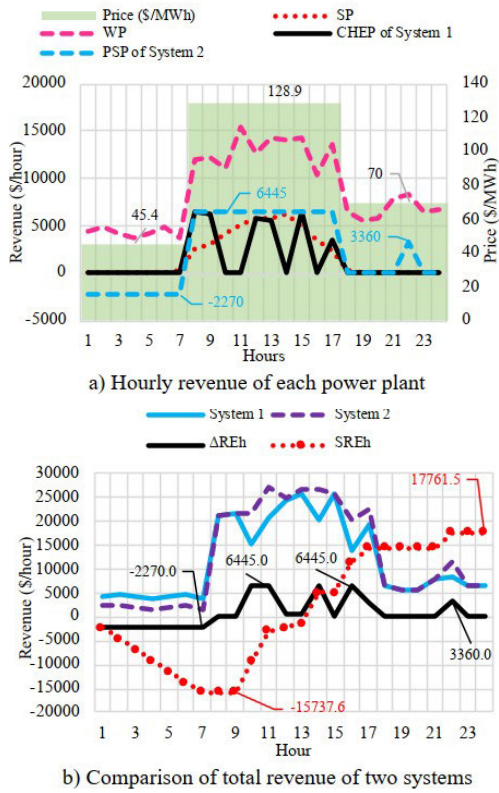 Price ($/MWh) SP
WP CHEP of System 1
PSP of System 2
20000 140
128.9
120
15000
100
10000 70 80
6445
5000 45.4 60
3360
40
0
20
-2270
-5000 0
1 3 5 7 9 11 13 15 17 19 21 23
Hours
Revenue ($/hour)
Price ($/MWh)
a) Hourly revenue of each power plant
System 1 System 2
ΔREh SREh
30000 17761.5
25000
20000
15000 -2270.0 6445.0 6445.0
10000
5000
0
-5000
-10000 3360.0
-15000
-20000 -15737.6
1 3 5 7 9 11 13 15 17 19 21 23
Hour
Revenue ($/hour)
b) Comparison of total revenue of two systems